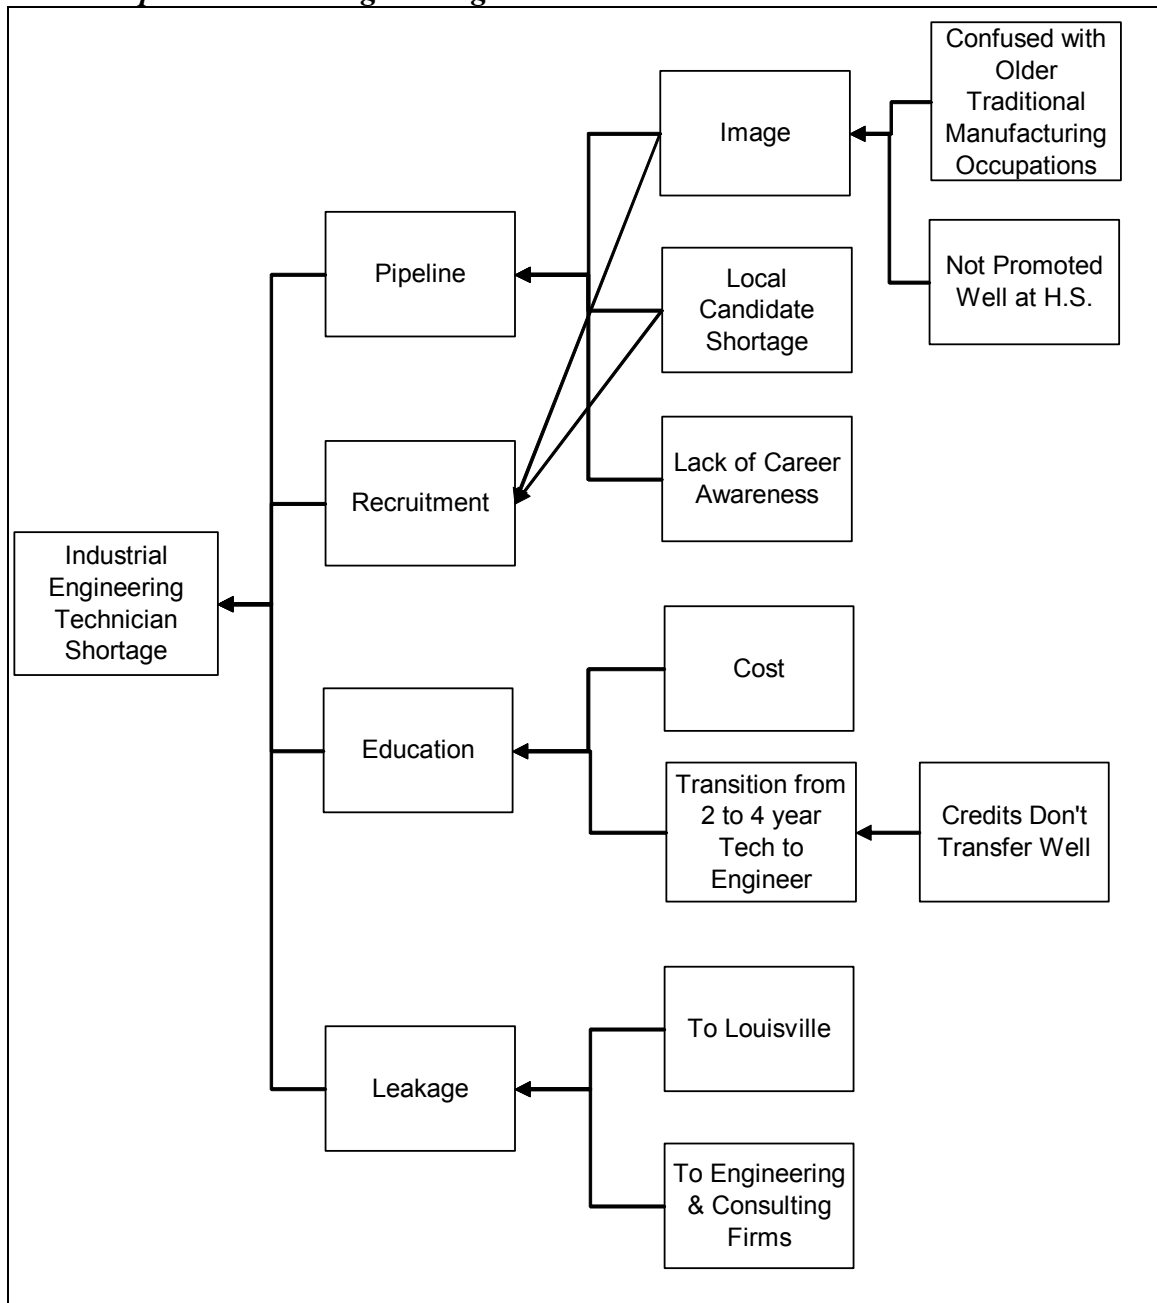 Confused with
Older
Traditional
Manufacturing
Occupations
Image
Not Promoted
Well at H.S.
Pipeline
Local
Candidate
Shortage
Lack of Career
Awareness
Recruitment
Industrial
Engineering
Technician
Shortage
Cost
Education
Transition from
2 to 4 year
Tech to
Engineer
Credits Don't
Transfer Well
To Louisville
Leakage
To Engineering
& Consulting
Firms